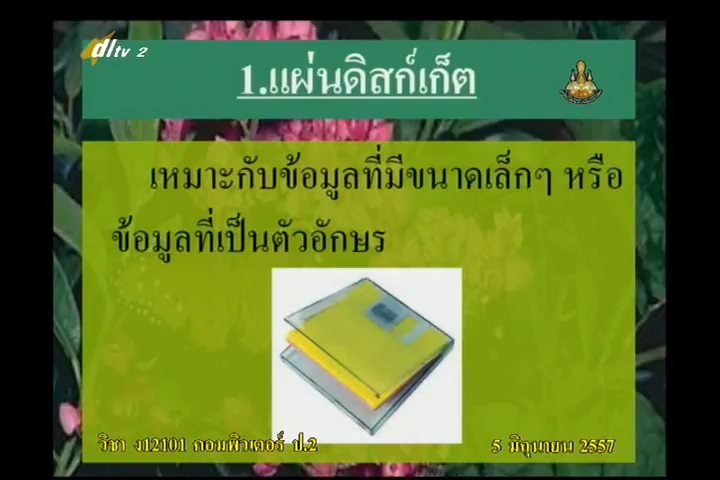 dltv 2
1.แผ่นดิสก์เก็ต
เหมาะกับข้อมูลที่มีขนาดเล็กๆ หรือ
ข้อมูลที่เป็นตัวอักษร
วิชา ง12101 คอมพิวเตอร์ ป.2
5 มิถุนายน 2557